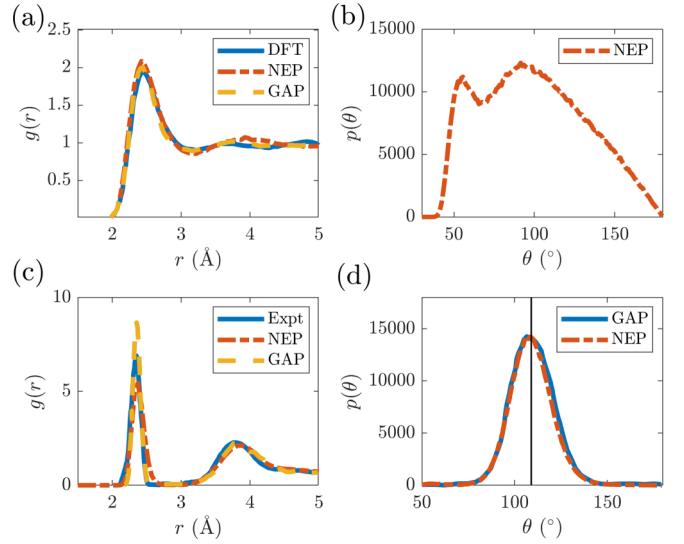 (a)
2.5
2
1.5
1
0.5
g(r)
2 3 4 5
r (Å)
DFT
NEP
GAP
(b)
15000
10000
5000
0
p(θ)
50 100 150
θ (°)
NEP
(c)
10
5
0
g(r)
2 3 4 5
r (Å)
Expt
NEP
GAP
(d)
15000
10000
5000
0
p(θ)
50 100 150
θ (°)
GAP
NEP